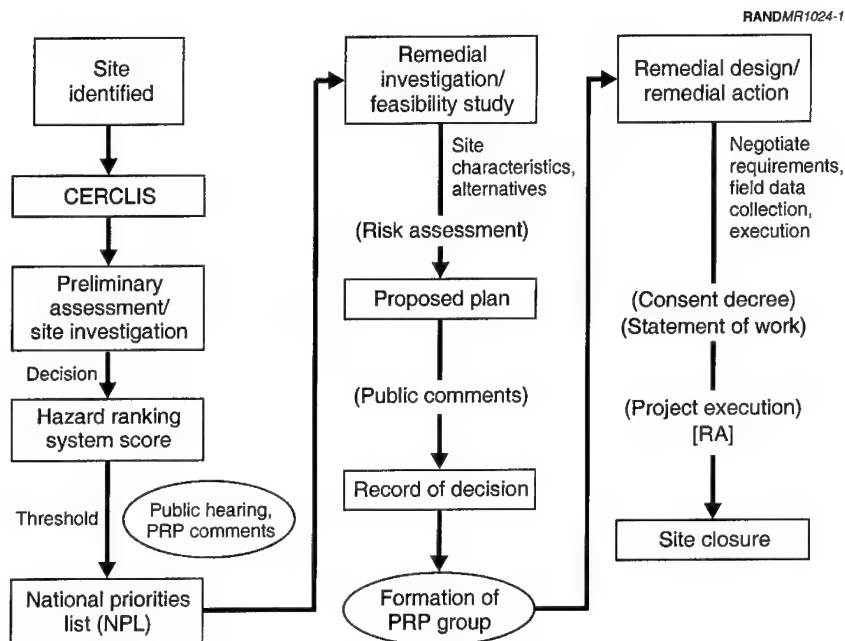 RANDMR1024-1
Site
identified
CERCLIS
Preliminary
assessment/
site investigation
Decision
Hazard ranking
system score
Threshold
Public hearing,
PRP comments
National priorities
list (NPL)
Remedial
investigation/
feasibility study
Site
characteristics,
alternatives
(Risk assessment)
Proposed plan
(Public comments)
Record of decision
Formation of
PRP group
Remedial design/
remedial action
Negotiate
requirements,
field data
collection,
execution
(Consent decree)
(Statement of work)
(Project execution)
[RA]
Site closure